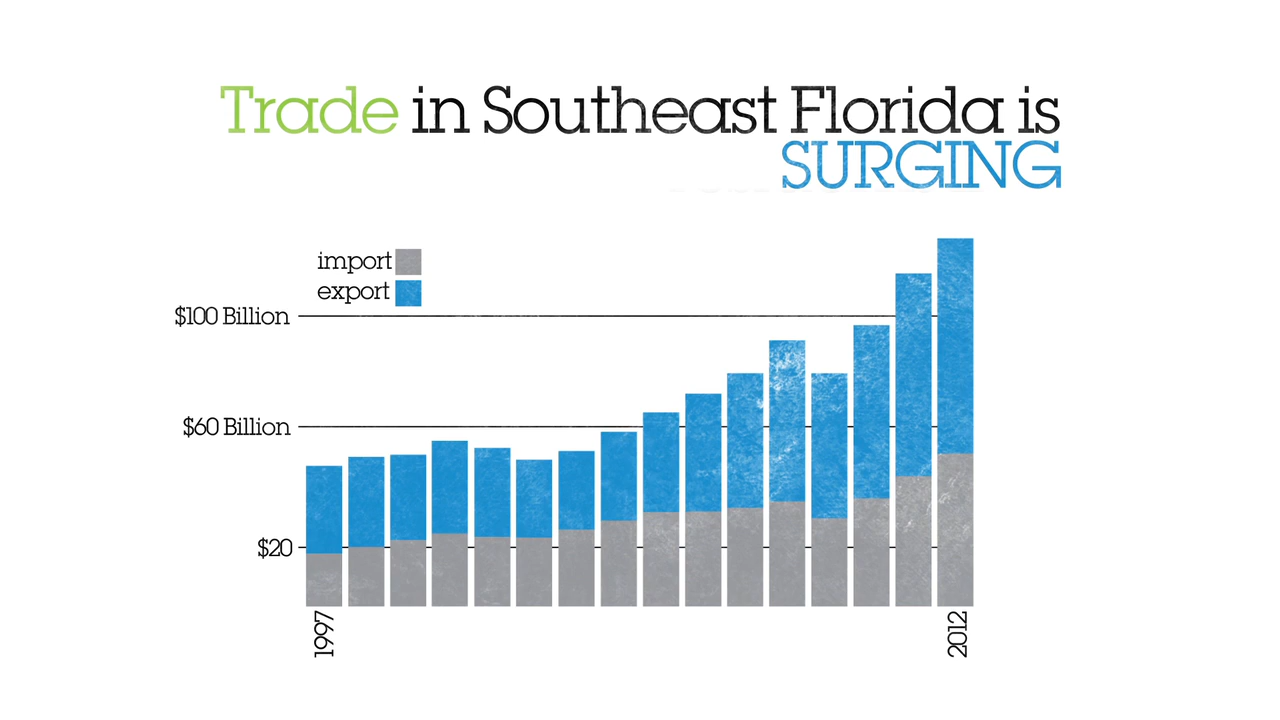 Trade in Southeast Florida is
SURGING
import
export
$100 Billion
$60 Billion
$20
1997
2012